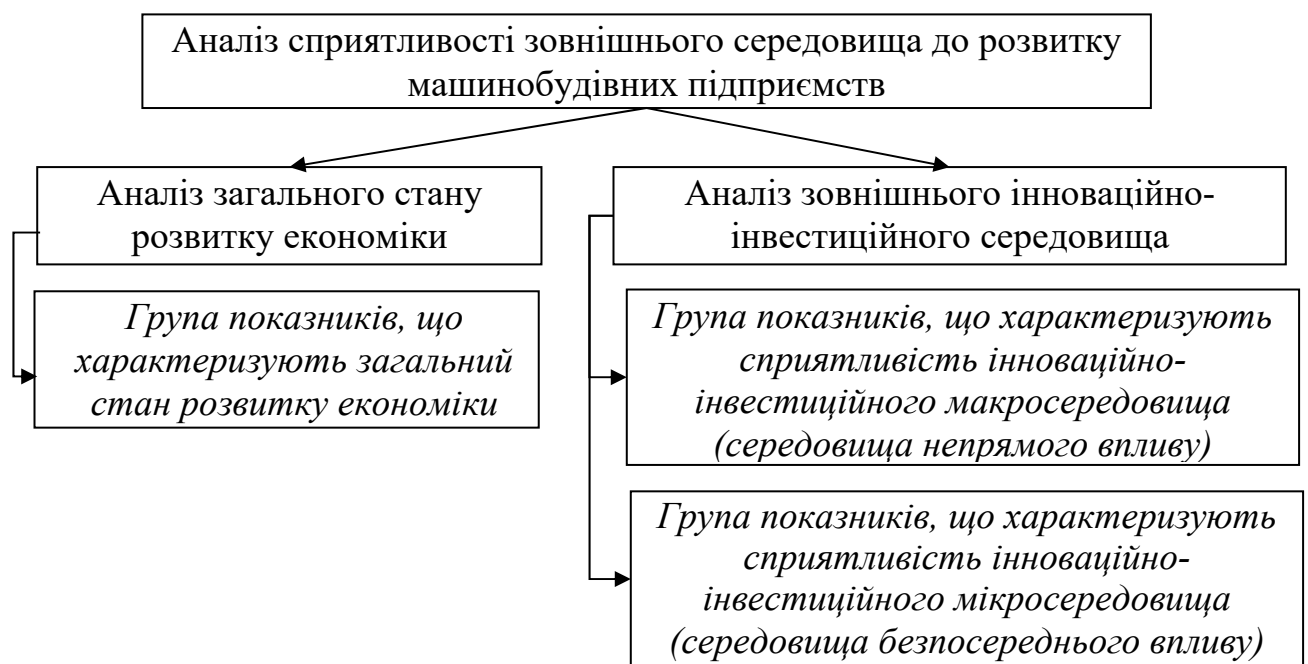 Аналіз сприятливості зовнішнього середовища до розвитку
машинобудівних підприємств
Аналіз загального стану
розвитку економіки
Група показників, що
характеризують загальний
стан розвитку економіки
Аналіз зовнішнього інноваційно-
інвестиційного середовища
Група показників, що характеризують
сприятливість інноваційно-
інвестиційного макросередовища
(середовища непрямого впливу)
Група показників, що характеризують
сприятливість інноваційно-
інвестиційного мікросередовища
(середовища безпосереднього впливу)